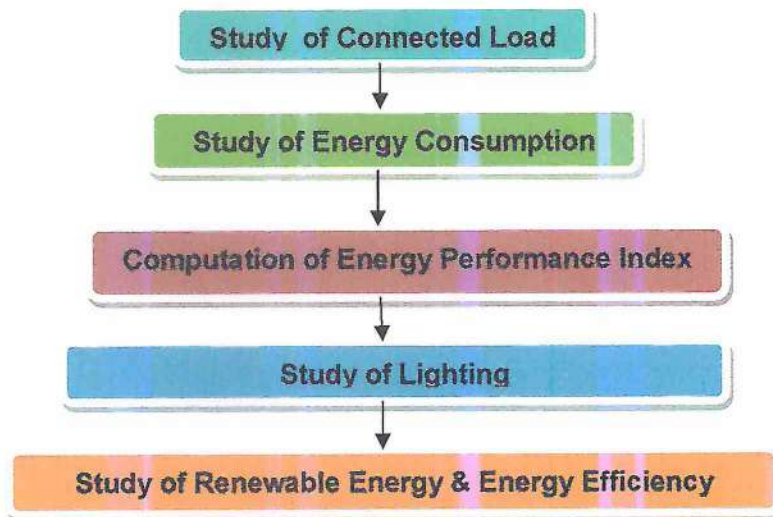 Study of Connected Load
Study of Energy Consumption
Computation of Energy Performance Index
Study of Lighting
Study of Renewable Energy & Energy Efficiency